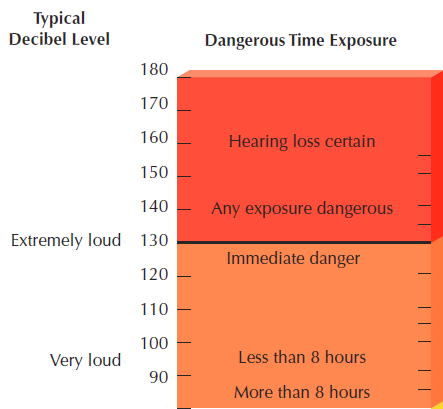 Typical
Decibel Level
Dangerous Time Exposure
180
170
160
Hearing loss certain
150
140
Any exposure dangerous
Extremely loud 130
Immediate danger
120
110
100
Very loud
Less than 8 hours
90
More than 8 hours